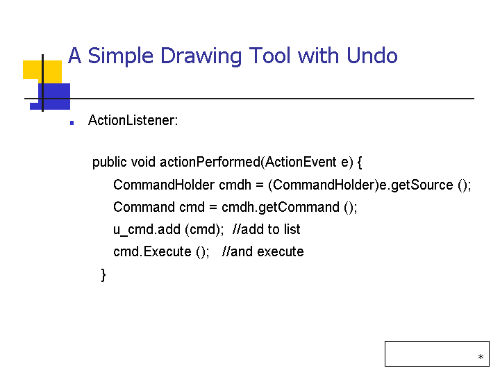 A Simple Drawing Tool with Undo
ActionListener:
public void actionPerformed(ActionEvent e) {
CommandHolder cmdh = (CommandHolder)e.getSource ();
Command cmd = cmdh.getCommand ();
u_cmd.add (cmd);  //add to list
cmd.Execute ();   //and execute
}
*